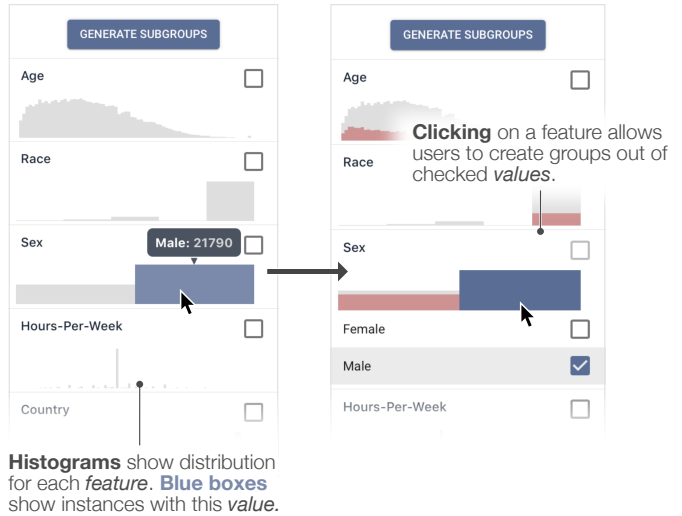 GENERATE SUBGROUPS
Age
Race
Sex
Male: 21790
Hours-Per-Week
Country
Histograms show distribution
for each feature. Blue boxes
show instances with this value.
GENERATE SUBGROUPS
Age
Clicking on a feature allows
users to create groups out of
checked values.
Race
Sex
Female
Male
Hours-Per-Week